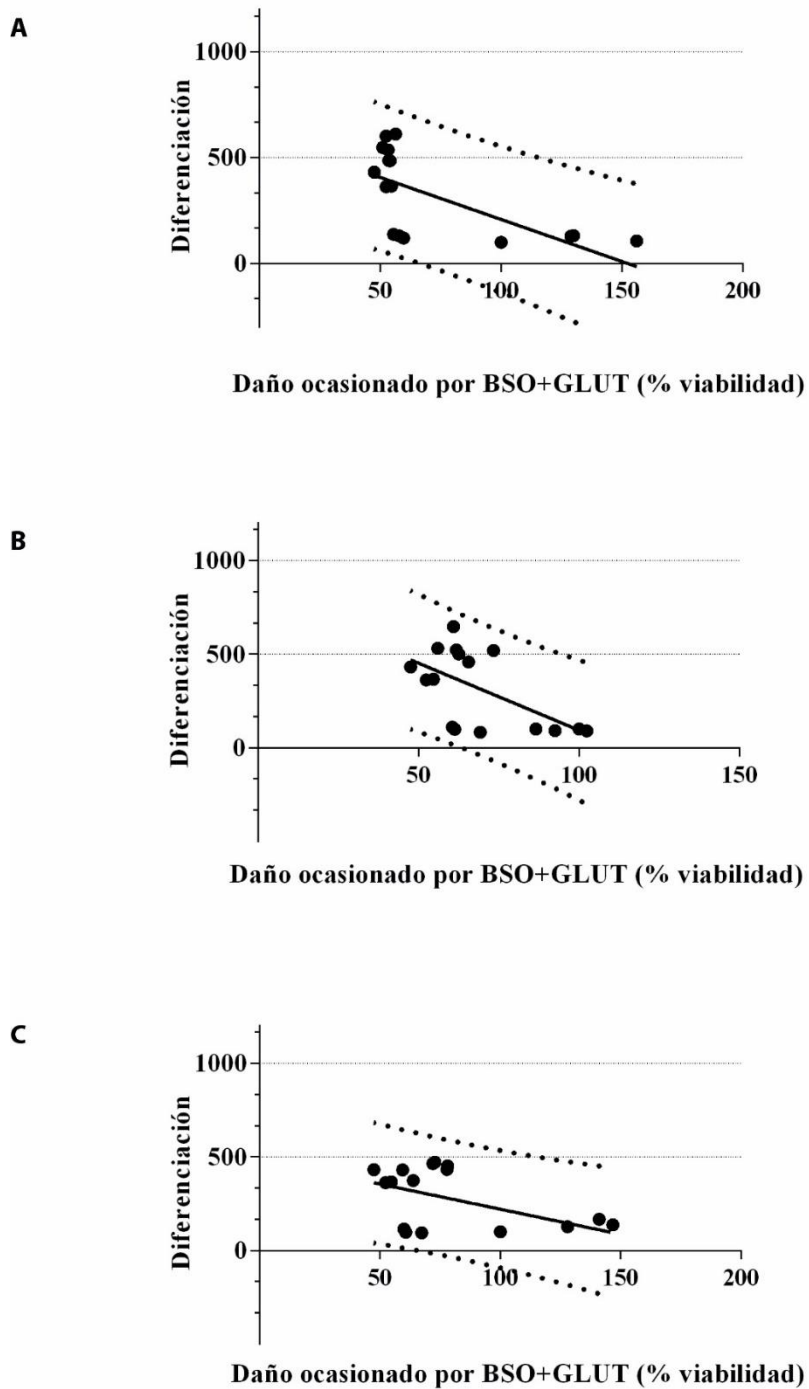 A
1000
500
0
Diferenciación
50 100 150 200
Daño ocasionado por BSO+GLUT (% viabilidad)
B
1000
500
0
Diferenciación
50 100 150
Daño ocasionado por BSO+GLUT (% viabilidad)
C
1000
500
0
Diferenciación
50 100 150 200
Daño ocasionado por BSO+GLUT (% viabilidad)